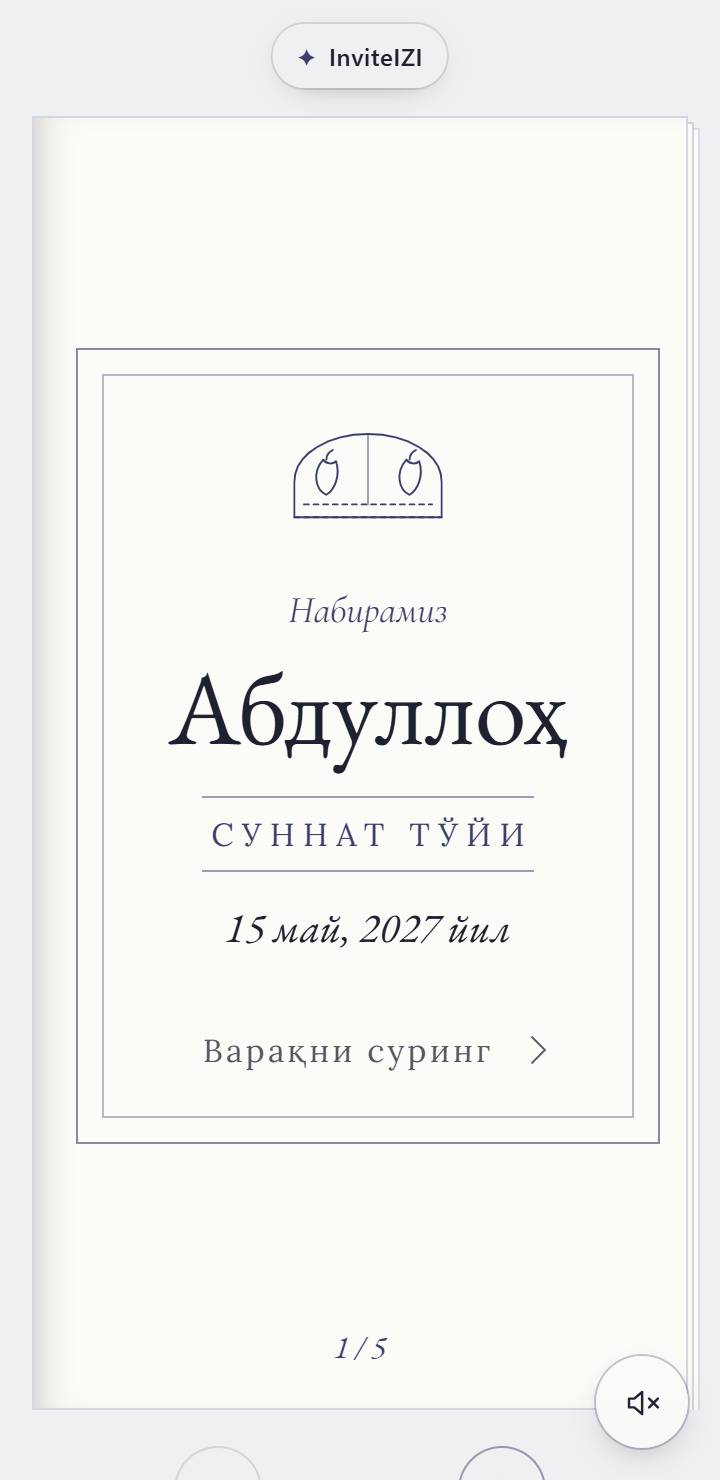 InviteIZI
Набирамиз
Абдуллоҳ
СУННАТ ТЎЙИ
15 май, 2027 йил
Варақни суринг
1 / 5